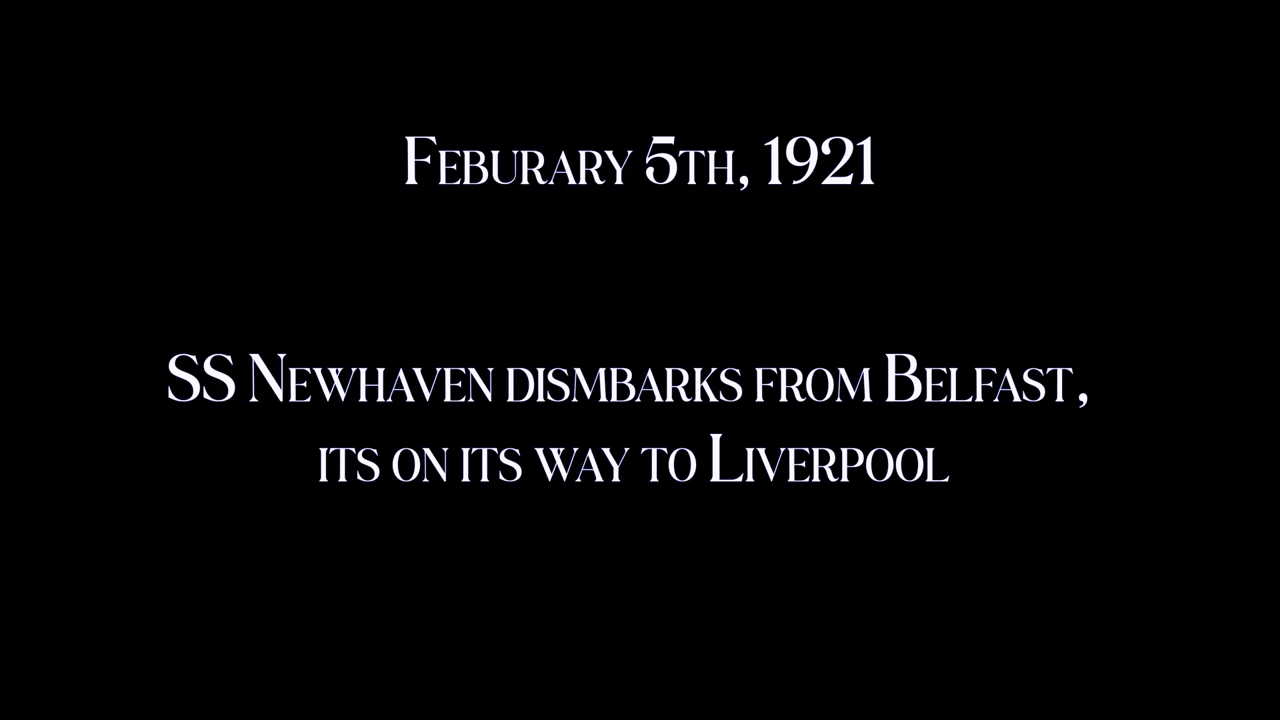 Feburary 5th, 1921
SS Newhaven dismbarks from Belfast,
its on its way to Liverpool